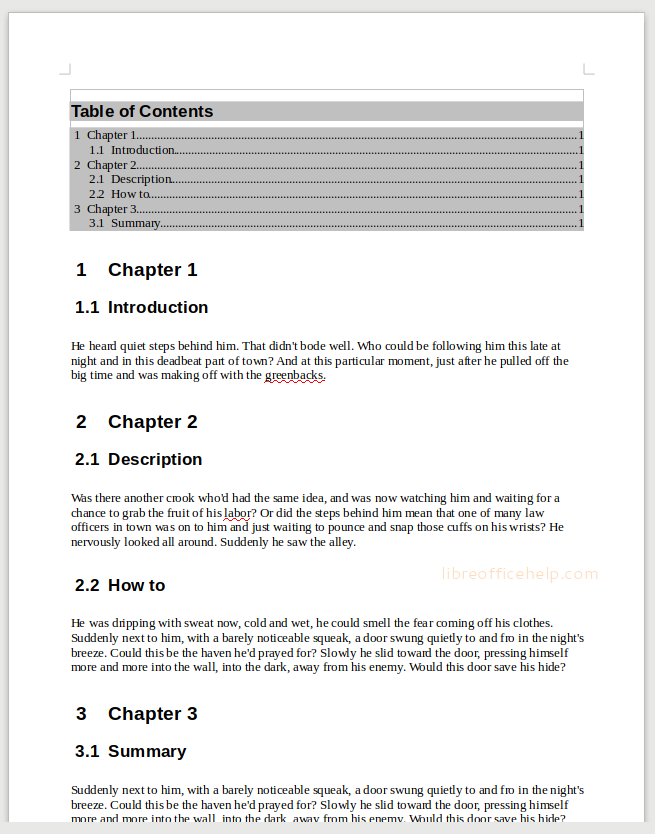 Table of Contents
1 Chapter 1.......................................................................................................................................1
1.1 Introduction............................................................................................................................1
2 Chapter 2.......................................................................................................................................1
2.1 Description.............................................................................................................................1
2.2 How to....................................................................................................................................1
3 Chapter 3.......................................................................................................................................1
3.1 Summary................................................................................................................................1
1 Chapter 1
1.1 Introduction
He heard quiet steps behind him. That didn't bode well. Who could be following him this late at
night and in this deadbeat part of town? And at this particular moment, just after he pulled off the
big time and was making off with the greenbacks.
2 Chapter 2
2.1 Description
Was there another crook who'd had the same idea, and was now watching him and waiting for a
chance to grab the fruit of his labor? Or did the steps behind him mean that one of many law
officers in town was on to him and just waiting to pounce and snap those cuffs on his wrists? He
nervously looked all around. Suddenly he saw the alley.
libreofficehelp.com
2.2 How to
He was dripping with sweat now, cold and wet, he could smell the fear coming off his clothes.
Suddenly next to him, with a barely noticeable squeak, a door swung quietly to and fro in the night's
breeze. Could this be the haven he'd prayed for? Slowly he slid toward the door, pressing himself
more and more into the wall, into the dark, away from his enemy. Would this door save his hide?
3 Chapter 3
3.1 Summary
Suddenly next to him, with a barely noticeable squeak, a door swung quietly to and fro in the night's
breeze. Could this be the haven he'd prayed for? Slowly he slid toward the door, pressing himself
more and more into the wall, into the dark, away from his enemy. Would this door save his hide?